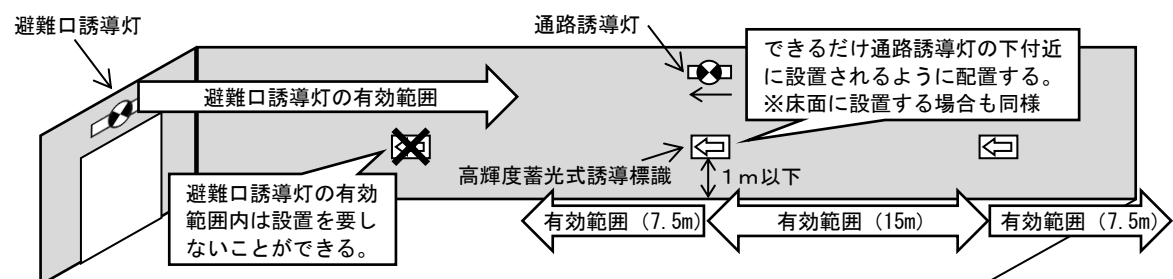 避難口誘導灯
通路誘導灯
できるだけ通路誘導灯の下付近
に設置されるように配置する。
※床面に設置する場合も同様
避難口誘導灯の有効範囲
高輝度蓄光式誘導標識
1m以下
避難口誘導灯の有効
範囲内は設置を要し
ないことができる。
有効範囲（7.5m）
有効範囲（15m）
有効範囲（7.5m）